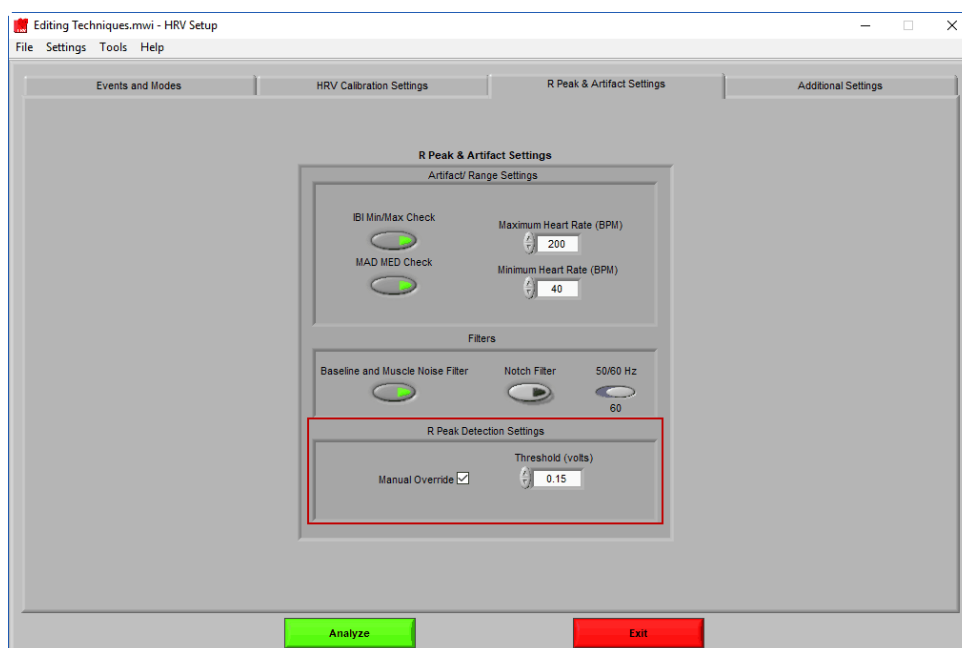 Editing Techniques.mwi - HRV Setup
File Settings Tools Help
Events and Modes HRV Calibration Settings R Peak & Artifact Settings Additional Settings
R Peak & Artifact Settings
Artifact/ Range Settings
IBI Min/Max Check
Maximum Heart Rate (BPM)
200
MAD MED Check
Minimum Heart Rate (BPM)
40
Filters
Baseline and Muscle Noise Filter Notch Filter 50/60 Hz
60
R Peak Detection Settings
Threshold (volts)
Manual Override 0.15
Analyze Exit